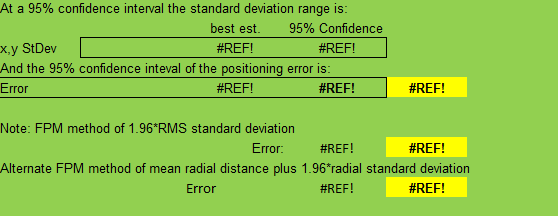 At a 95% confidence interval the standard deviation range is:
best est. 95% Confidence
x,y StDev #REF! #REF!
And the 95% confidence inteval of the positioning error is:
Error #REF! #REF! #REF!
Note: FPM method of 1.96*RMS standard deviation
Error: #REF! #REF!
Alternate FPM method of mean radial distance plus 1.96*radial standard deviation
Error #REF! #REF!